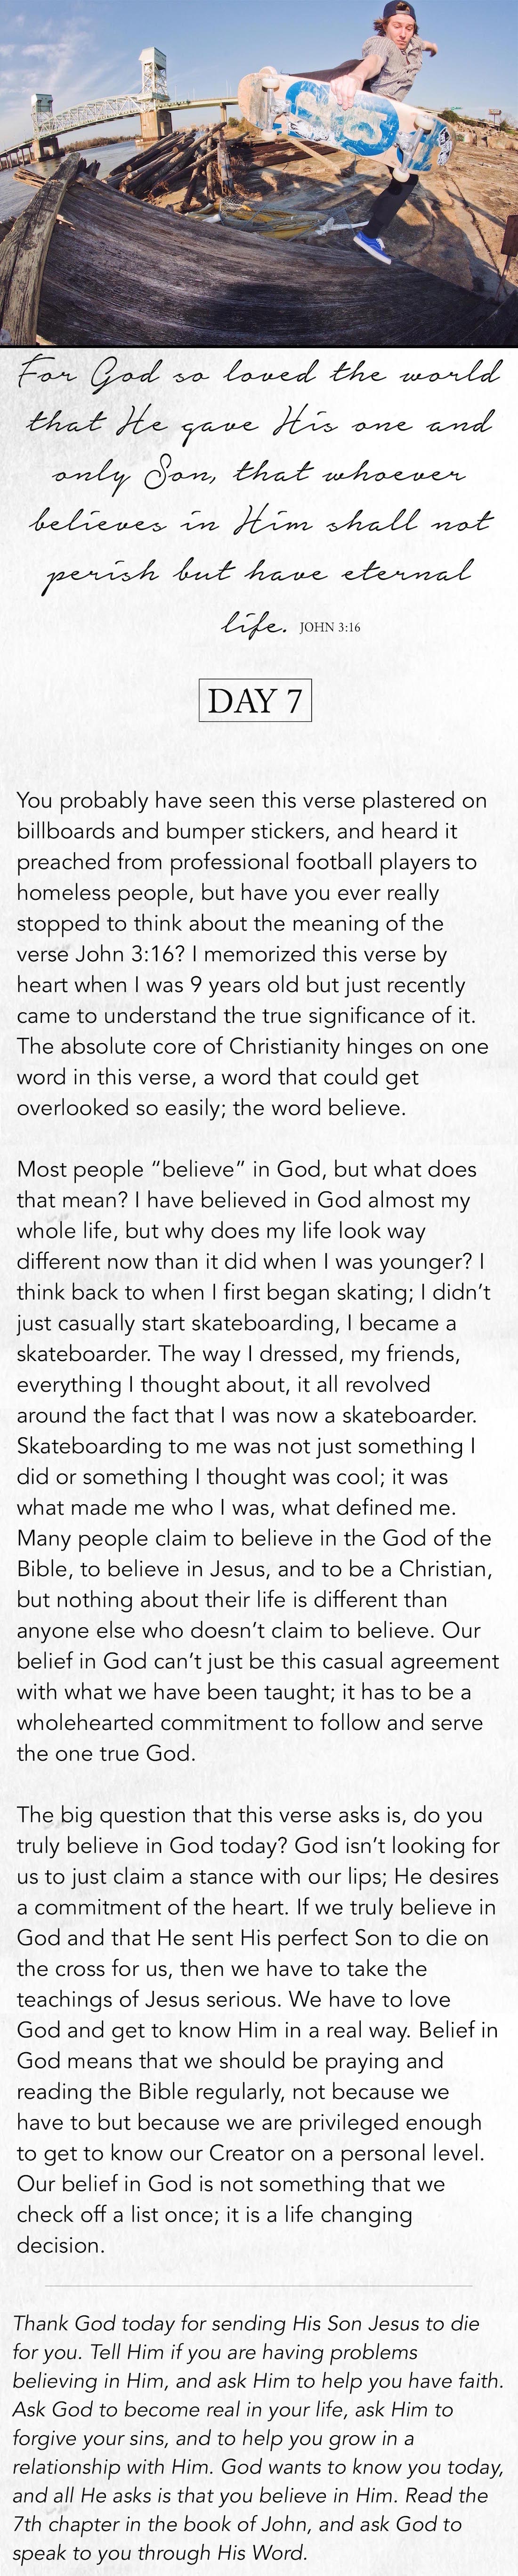 For God so loved the world
that He gave His one and
only Son, that whoever
believes in Him shall not
perish but have eternal
life. JOHN 3:16
DAY 7
You probably have seen this verse plastered on
billboards and bumper stickers, and heard it
preached from professional football players to
homeless people, but have you ever really
stopped to think about the meaning of the
verse John 3:16? I memorized this verse by
heart when I was 9 years old but just recently
came to understand the true significance of it.
The absolute core of Christianity hinges on one
word in this verse, a word that could get
overlooked so easily; the word believe.
Most people “believe” in God, but what does
that mean? I have believed in God almost my
whole life, but why does my life look way
different now than it did when I was younger? I
think back to when I first began skating; I didn’t
just casually start skateboarding, I became a
skateboarder. The way I dressed, my friends,
everything I thought about, it all revolved
around the fact that I was now a skateboarder.
Skateboarding to me was not just something I
did or something I thought was cool; it was
what made me who I was, what defined me.
Many people claim to believe in the God of the
Bible, to believe in Jesus, and to be a Christian,
but nothing about their life is different than
anyone else who doesn’t claim to believe. Our
belief in God can’t just be this casual agreement
with what we have been taught; it has to be a
wholehearted commitment to follow and serve
the one true God.
The big question that this verse asks is, do you
truly believe in God today? God isn’t looking for
us to just claim a stance with our lips; He desires
a commitment of the heart. If we truly believe in
God and that He sent His perfect Son to die on
the cross for us, then we have to take the
teachings of Jesus serious. We have to love
God and get to know Him in a real way. Belief in
God means that we should be praying and
reading the Bible regularly, not because we
have to but because we are privileged enough
to get to know our Creator on a personal level.
Our belief in God is not something that we
check off a list once; it is a life changing
decision.
Thank God today for sending His Son Jesus to die
for you. Tell Him if you are having problems
believing in Him, and ask Him to help you have faith.
Ask God to become real in your life, ask Him to
forgive your sins, and to help you grow in a
relationship with Him. God wants to know you today,
and all He asks is that you believe in Him. Read the
7th chapter in the book of John, and ask God to
speak to you through His Word.